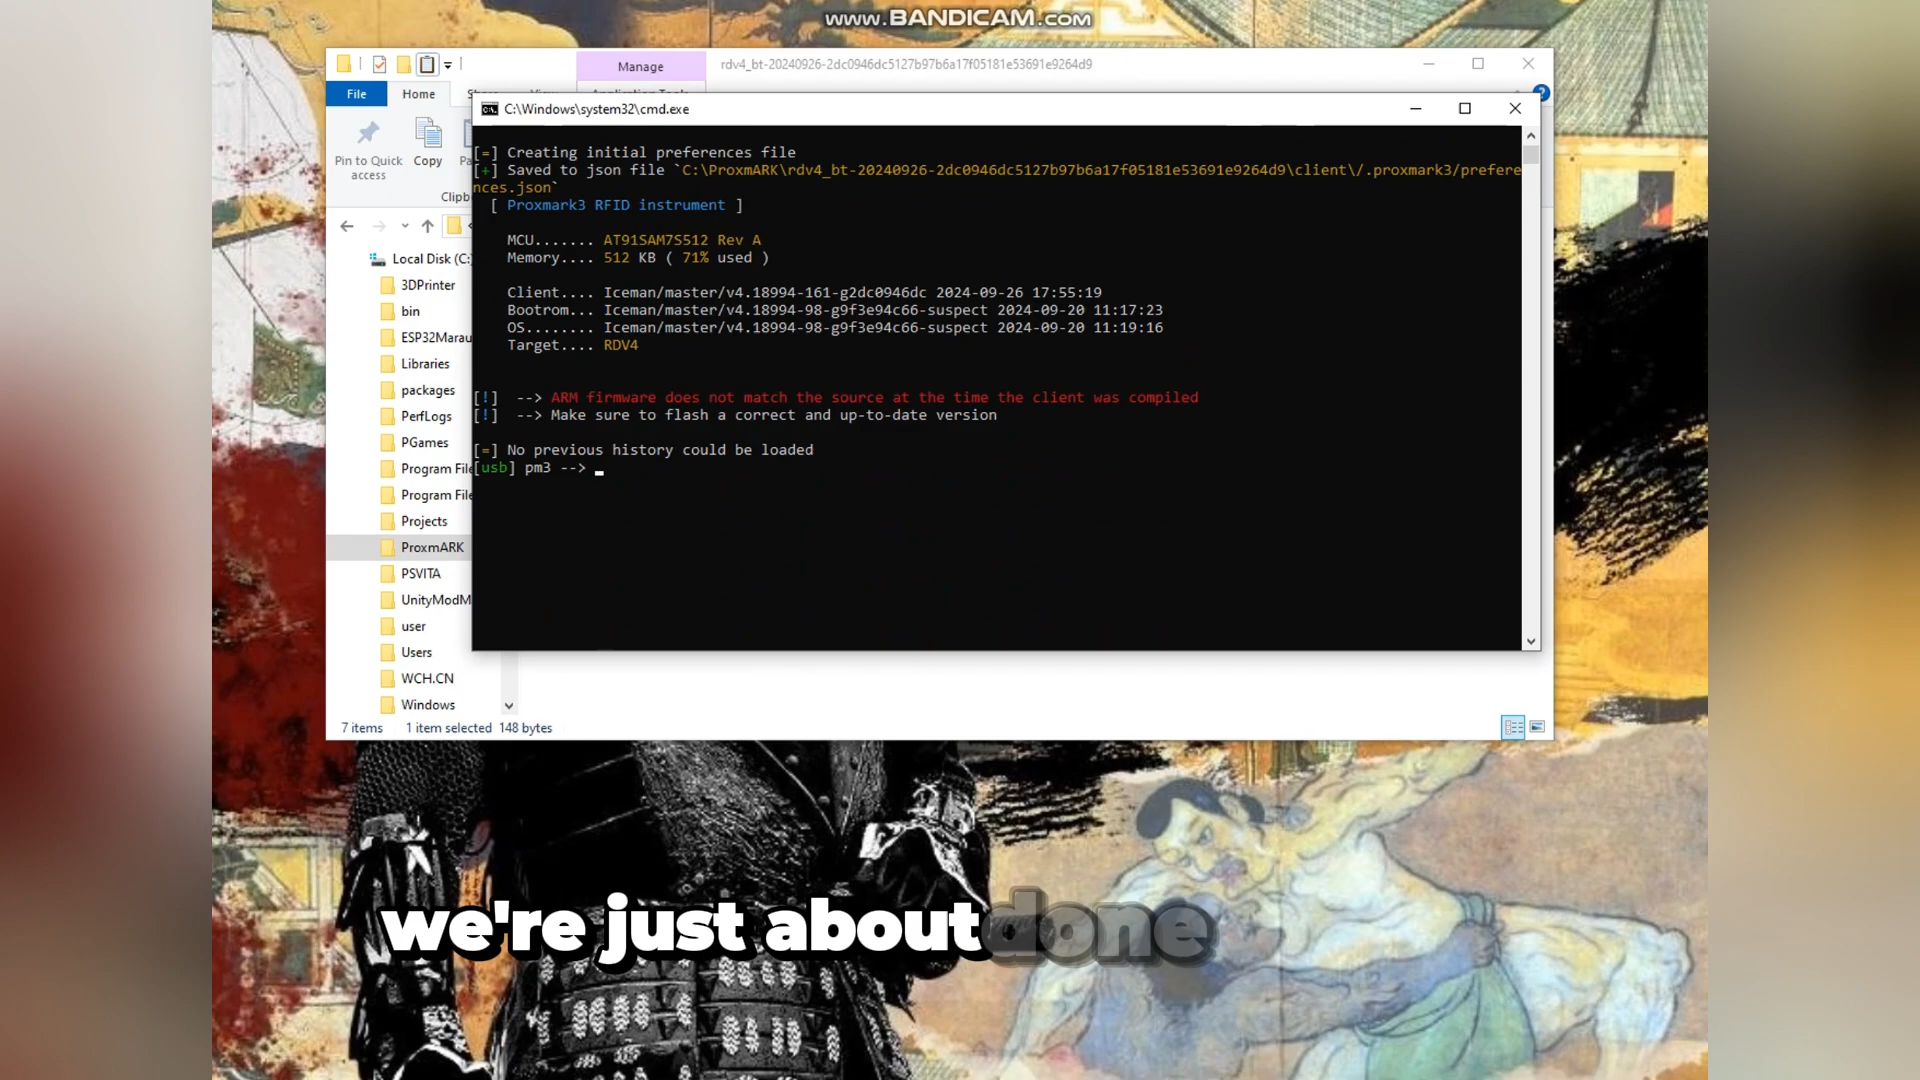 www.BANDICAM.com
Manage
rdv4_bt-20240926-2dc0946dc5127b97b6a17f05181e53691e9264d9
File
Home
C:\Windows\system32\cmd.exe
Pin to Quick
access
Copy
Clipb
Local Disk (C:
3DPrinter
bin
ESP32Marau
Libraries
packages
PerfLogs
PGames
Program File
Program File
Projects
ProxmARK
PSVITA
UnityModM
user
Users
WCH.CN
Windows
7 items
1 item selected
148 bytes
[=] Creating initial preferences file
[+] Saved to json file `C:\ProxmARK\rdv4_bt-20240926-2dc0946dc5127b97b6a17f05181e53691e9264d9\client\/.proxmark3/prefere
nces.json`
[ Proxmark3 RFID instrument ]
MCU....... AT91SAM7S512 Rev A
Memory.... 512 KB ( 71% used )
Client.... Iceman/master/v4.18994-161-g2dc0946dc 2024-09-26 17:55:19
Bootrom... Iceman/master/v4.18994-98-g9f3e94c66-suspect 2024-09-20 11:17:23
OS........ Iceman/master/v4.18994-98-g9f3e94c66-suspect 2024-09-20 11:19:16
Target.... RDV4
[!] --> ARM firmware does not match the source at the time the client was compiled
[!] --> Make sure to flash a correct and up-to-date version
[=] No previous history could be loaded
[usb] pm3 --> _
we're just about done